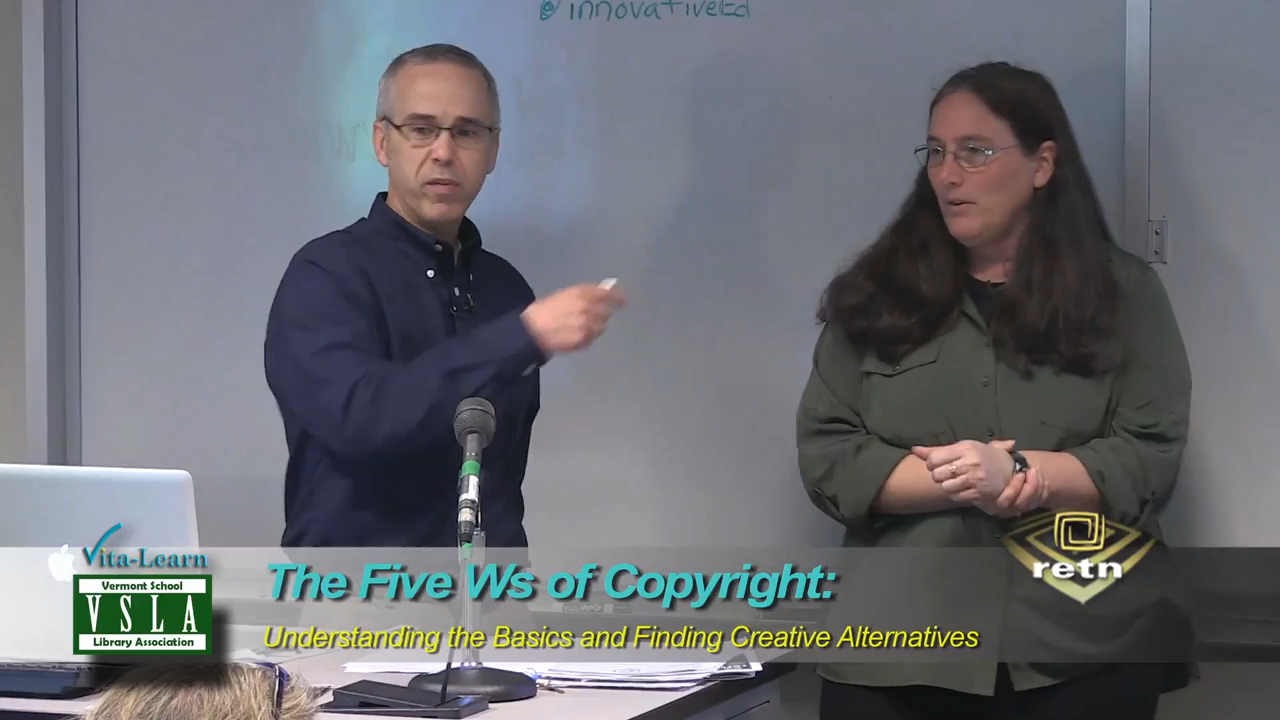 @innovativeEd
Vita-Learn
Vermont School
VSLA
Library Association
The Five Ws of Copyright:
Understanding the Basics and Finding Creative Alternatives
retn